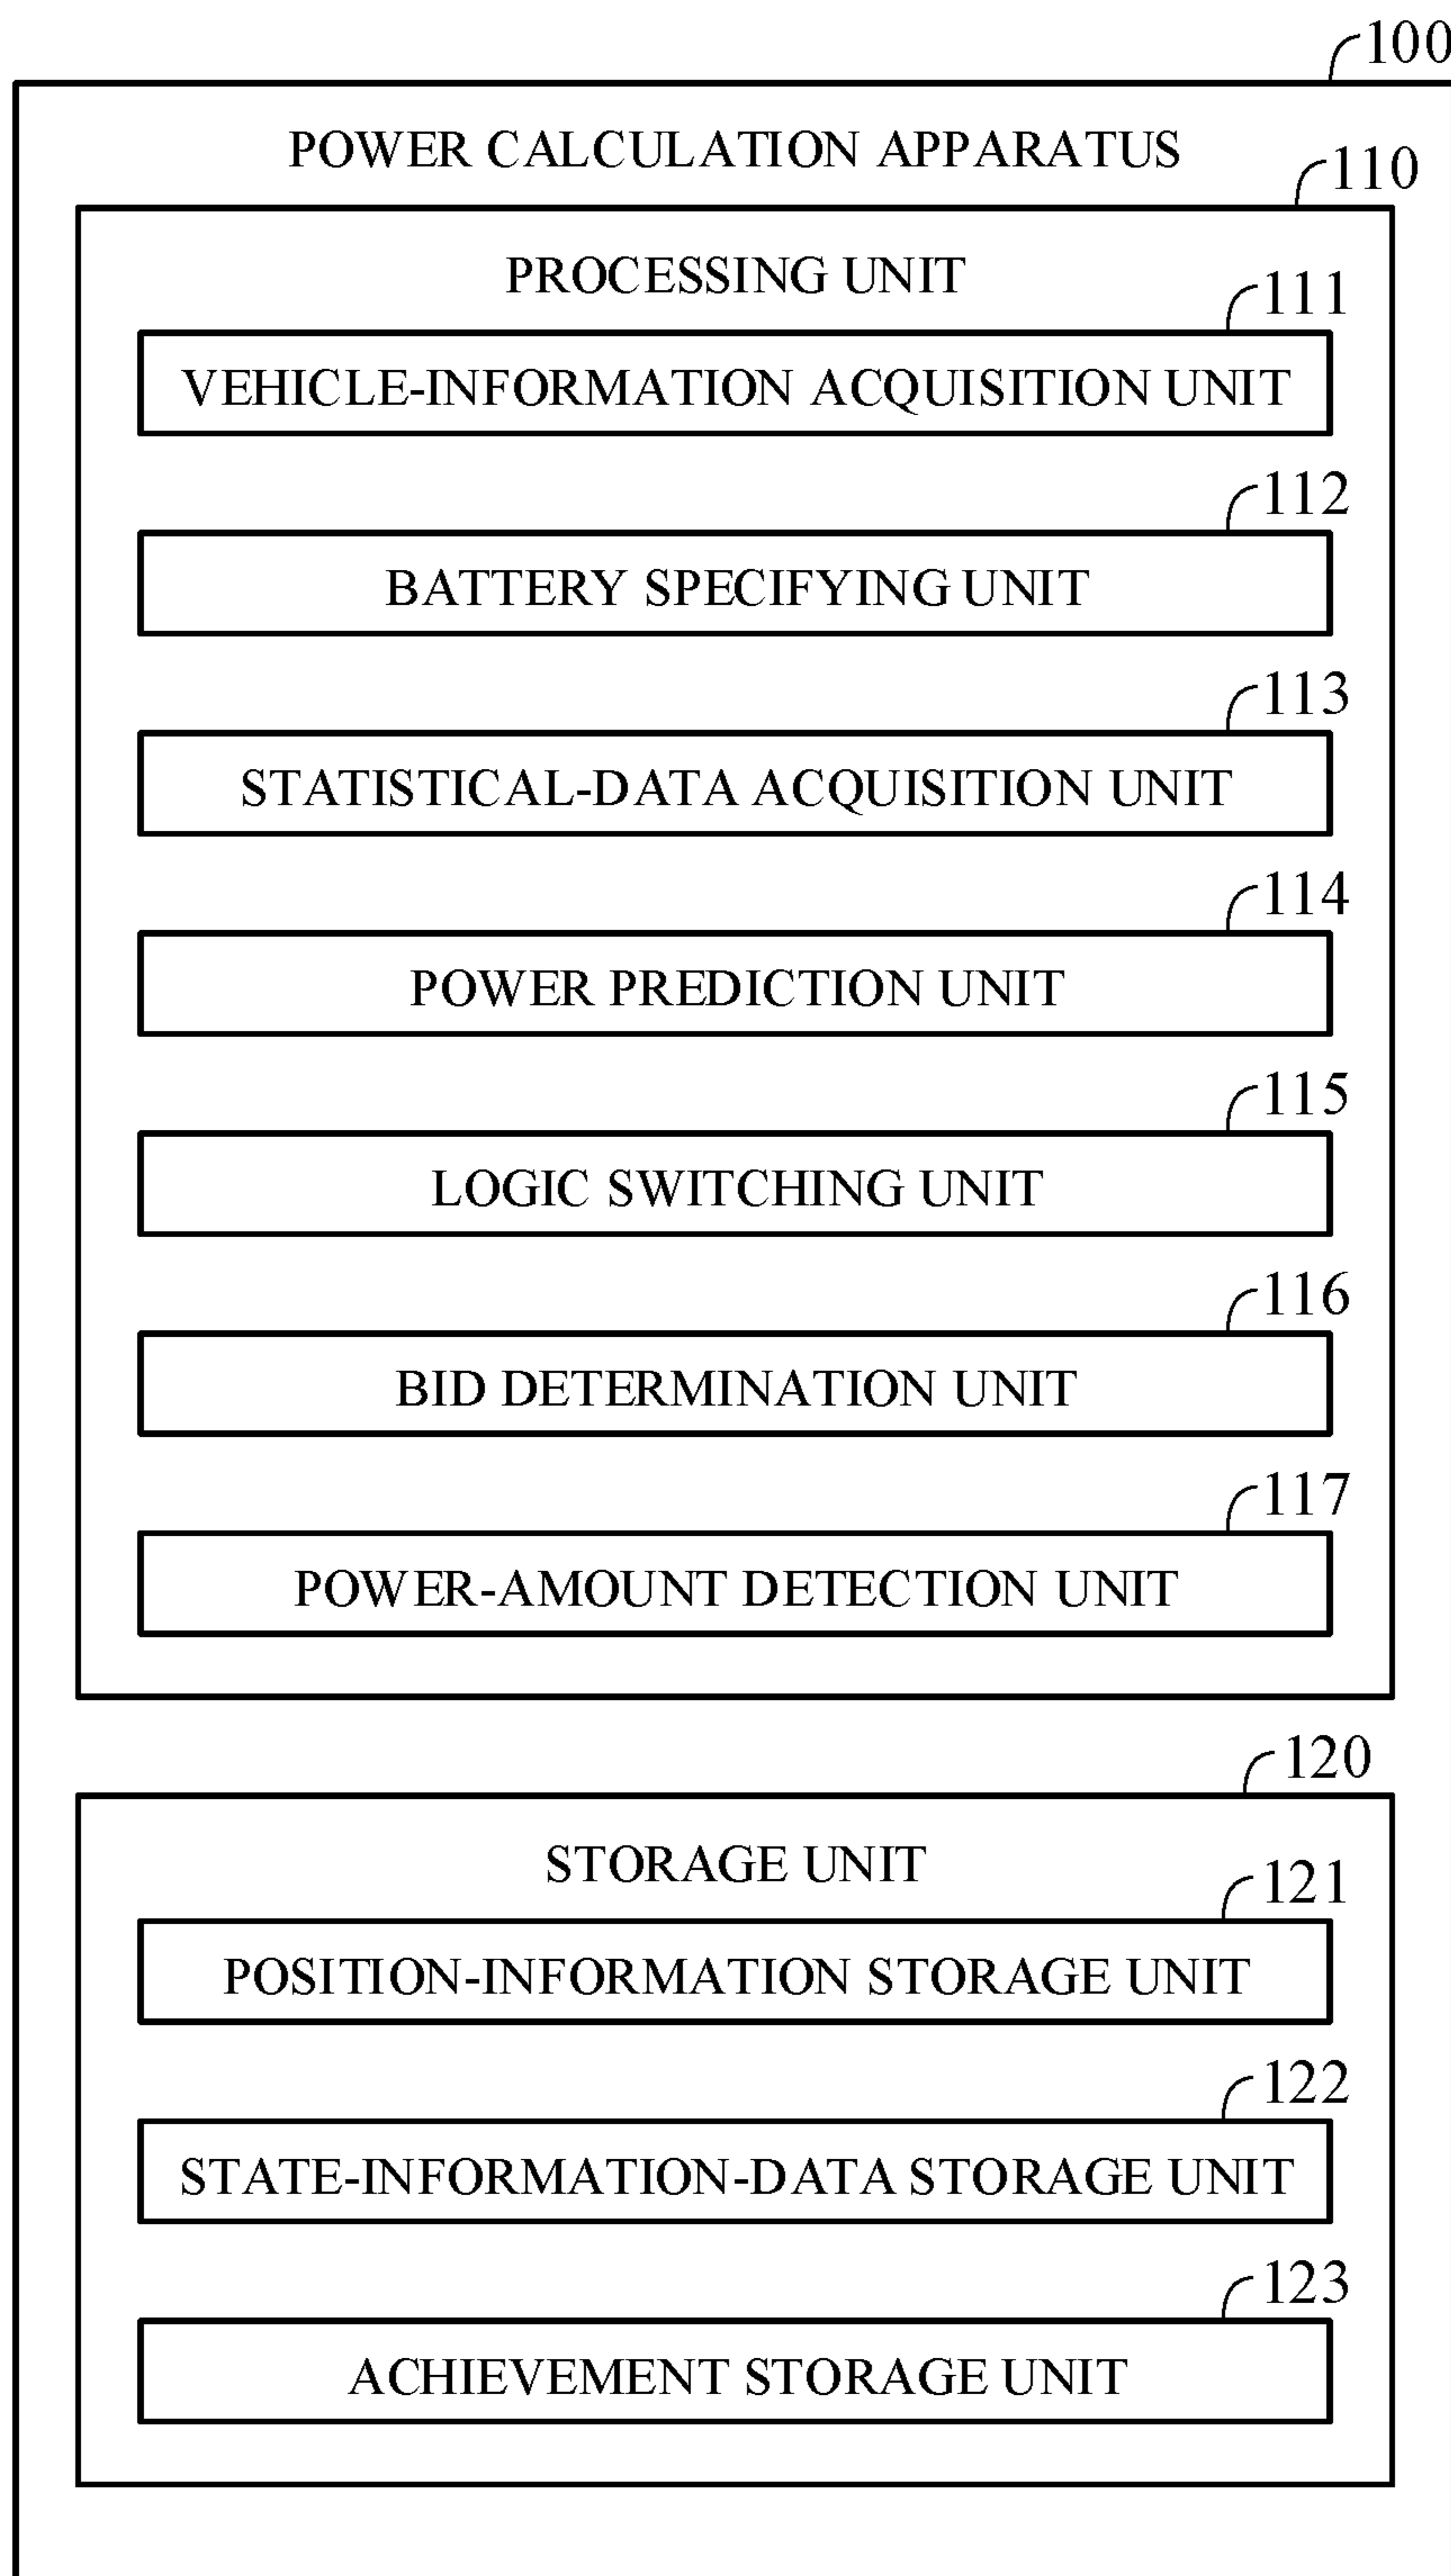 100
POWER CALCULATION APPARATUS
110
PROCESSING UNIT
111
VEHICLE-INFORMATION ACQUISITION UNIT
112
BATTERY SPECIFYING UNIT
113
STATISTICAL-DATA ACQUISITION UNIT
114
POWER PREDICTION UNIT
115
LOGIC SWITCHING UNIT
116
BID DETERMINATION UNIT
117
POWER-AMOUNT DETECTION UNIT
120
STORAGE UNIT
121
POSITION-INFORMATION STORAGE UNIT
122
STATE-INFORMATION-DATA STORAGE UNIT
123
ACHIEVEMENT STORAGE UNIT